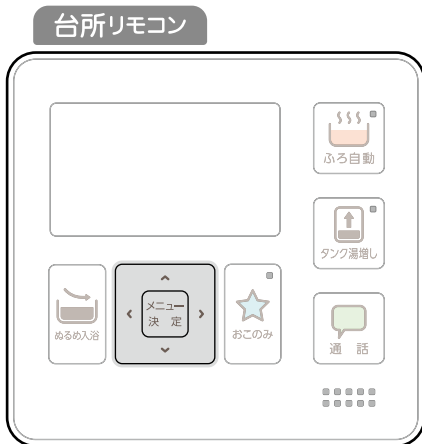 台所リモコン
ふろ自動
タンク湯増し
ぬるめ入浴
メニュー
決 定
おこのみ
通 話